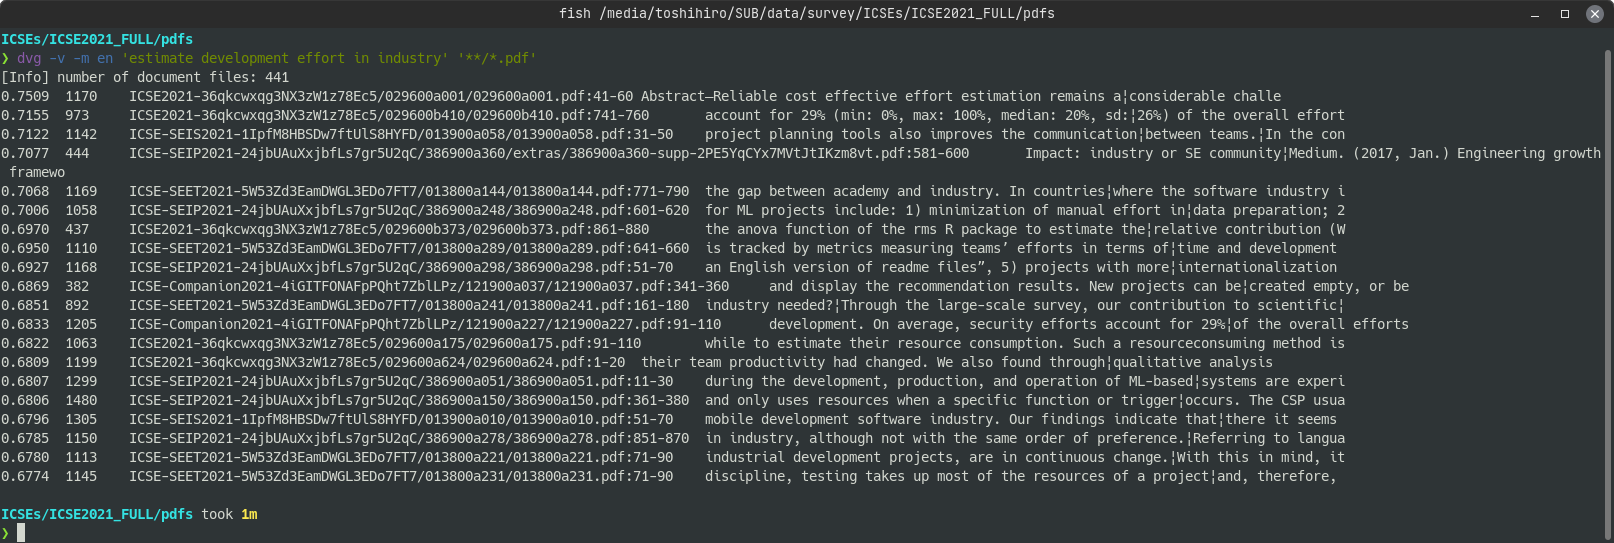 fish /media/toshihiro/SUB/data/survey/ICSEs/ICSE2021_FULL/pdfs
ICSEs/ICSE2021_FULL/pdfs
❯ dvg -v -m en 'estimate development effort in industry' '**/*.pdf'
[Info] number of document files: 441
0.7509  1170    ICSE2021-36qkcwxqg3NX3zW1z78Ec5/029600a001/029600a001.pdf:41-60 Abstract—Reliable cost effective effort estimation remains a¦considerable challe
0.7155  973     ICSE2021-36qkcwxqg3NX3zW1z78Ec5/029600b410/029600b410.pdf:741-760       account for 29% (min: 0%, max: 100%, median: 20%, sd:¦26%) of the overall effort
0.7122  1142    ICSE-SEIS2021-1IpfM8HBSDw7ftUlS8HYFD/013900a058/013900a058.pdf:31-50    project planning tools also improves the communication¦between teams.¦In the con
0.7077  444     ICSE-SEIP2021-24jbUAuXxjbfLs7gr5U2qC/386900a360/extras/386900a360-supp-2PE5YqCYx7MVtJtIKzm8vt.pdf:581-600       Impact: industry or SE community¦Medium. (2017, Jan.) Engineering growth
framewo
0.7068  1169    ICSE-SEET2021-5W53Zd3EamDWGL3EDo7FT7/013800a144/013800a144.pdf:771-790  the gap between academy and industry. In countries¦where the software industry i
0.7006  1058    ICSE-SEIP2021-24jbUAuXxjbfLs7gr5U2qC/386900a248/386900a248.pdf:601-620  for ML projects include: 1) minimization of manual effort in¦data preparation; 2
0.6970  437     ICSE2021-36qkcwxqg3NX3zW1z78Ec5/029600b373/029600b373.pdf:861-880       the anova function of the rms R package to estimate the¦relative contribution (W
0.6950  1110    ICSE-SEET2021-5W53Zd3EamDWGL3EDo7FT7/013800a289/013800a289.pdf:641-660  is tracked by metrics measuring teams’ efforts in terms of¦time and development
0.6927  1168    ICSE-SEIP2021-24jbUAuXxjbfLs7gr5U2qC/386900a298/386900a298.pdf:51-70    an English version of readme files”, 5) projects with more¦internationalization
0.6869  382     ICSE-Companion2021-4iGITFONAFpPQht7ZblLPz/121900a037/121900a037.pdf:341-360     and display the recommendation results. New projects can be¦created empty, or be
0.6851  892     ICSE-SEET2021-5W53Zd3EamDWGL3EDo7FT7/013800a241/013800a241.pdf:161-180  industry needed?¦Through the large-scale survey, our contribution to scientific¦
0.6833  1205    ICSE-Companion2021-4iGITFONAFpPQht7ZblLPz/121900a227/121900a227.pdf:91-110      development. On average, security efforts account for 29%¦of the overall efforts
0.6822  1063    ICSE2021-36qkcwxqg3NX3zW1z78Ec5/029600a175/029600a175.pdf:91-110        while to estimate their resource consumption. Such a resourceconsuming method is
0.6809  1199    ICSE2021-36qkcwxqg3NX3zW1z78Ec5/029600a624/029600a624.pdf:1-20  their team productivity had changed. We also found through¦qualitative analysis
0.6807  1299    ICSE-SEIP2021-24jbUAuXxjbfLs7gr5U2qC/386900a051/386900a051.pdf:11-30    during the development, production, and operation of ML-based¦systems are experi
0.6806  1480    ICSE-SEIP2021-24jbUAuXxjbfLs7gr5U2qC/386900a150/386900a150.pdf:361-380  and only uses resources when a specific function or trigger¦occurs. The CSP usua
0.6796  1305    ICSE-SEIS2021-1IpfM8HBSDw7ftUlS8HYFD/013900a010/013900a010.pdf:51-70    mobile development software industry. Our findings indicate that¦there it seems
0.6785  1150    ICSE-SEIP2021-24jbUAuXxjbfLs7gr5U2qC/386900a278/386900a278.pdf:851-870  in industry, although not with the same order of preference.¦Referring to langua
0.6780  1113    ICSE-SEET2021-5W53Zd3EamDWGL3EDo7FT7/013800a221/013800a221.pdf:71-90    industrial development projects, are in continuous change.¦With this in mind, it
0.6774  1145    ICSE-SEET2021-5W53Zd3EamDWGL3EDo7FT7/013800a231/013800a231.pdf:71-90    discipline, testing takes up most of the resources of a project¦and, therefore,
ICSEs/ICSE2021_FULL/pdfs took 1m
❯